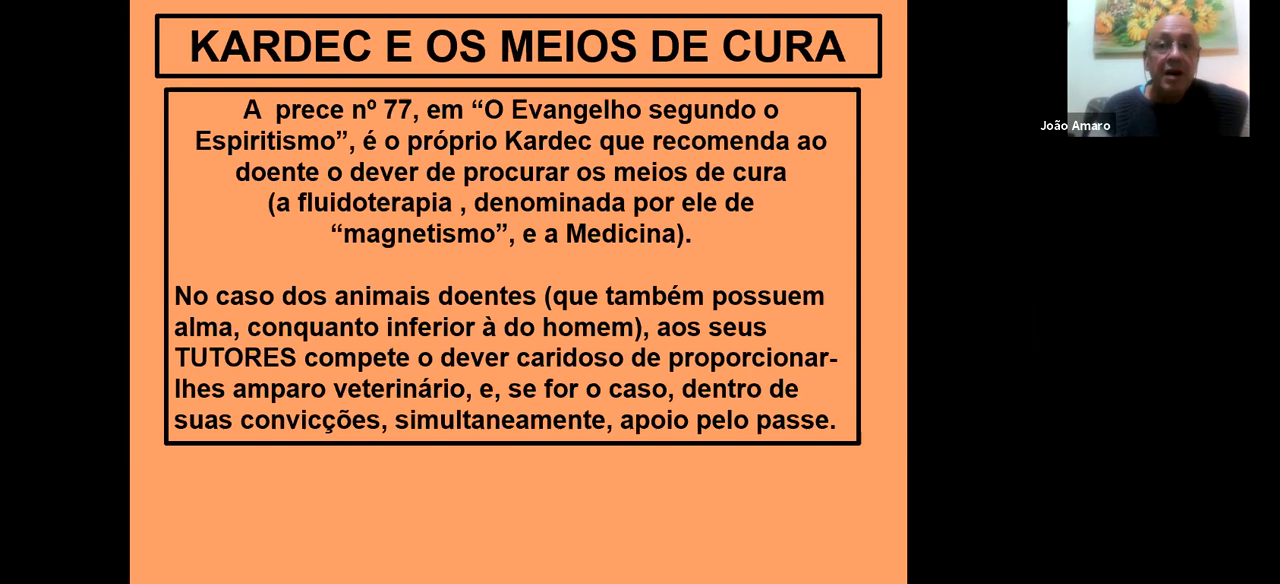 KARDEC E OS MEIOS DE CURA
A prece nº 77, em “O Evangelho segundo o
Espiritismo”, é o próprio Kardec que recomenda ao
doente o dever de procurar os meios de cura
(a fluidoterapia , denominada por ele de
“magnetismo”, e a Medicina).
No caso dos animais doentes (que também possuem
alma, conquanto inferior à do homem), aos seus
TUTORES compete o dever caridoso de proporcionar-
lhes amparo veterinário, e, se for o caso, dentro de
suas convicções, simultaneamente, apoio pelo passe.
João Amaro